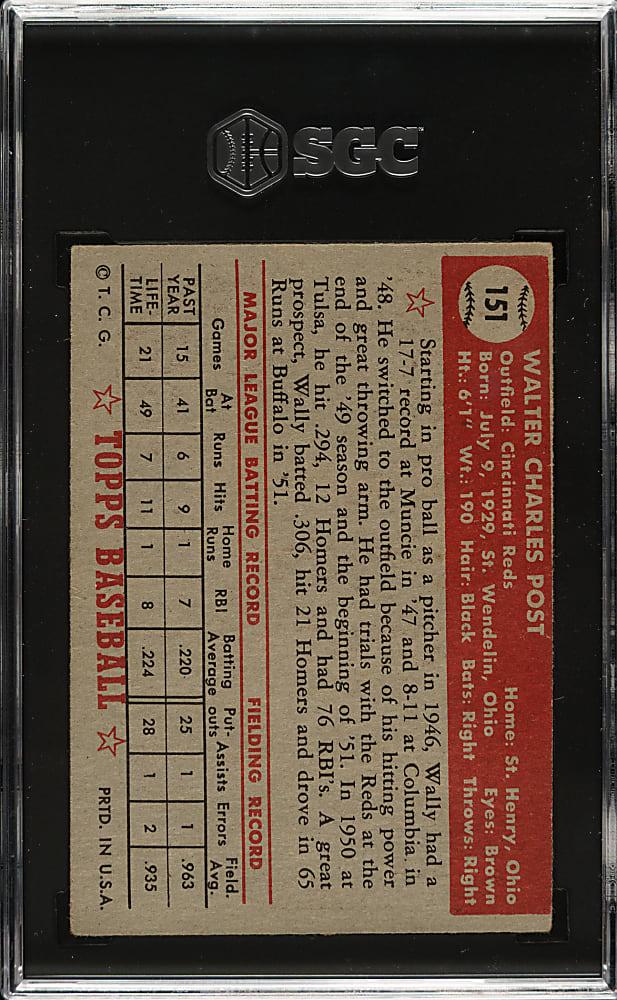 SGC
151
WALTER CHARLES POST
Outfield: Cincinnati Reds Home: St. Henry, Ohio
Born: July 9, 1929, St. Wendelin, Ohio Eyes: Brown
Ht.: 6'1" Wt.: 190 Hair: Black Bats: Right Throws: Right
Starting in pro ball as a pitcher in 1946, Wally had a
17-7 record at Muncie in '47 and 8-11 at Columbia in
'48. He switched to the outfield because of his hitting power
and great throwing arm. He had trials with the Reds at the
end of the '49 season and the beginning of '51. In 1950 at
Tulsa, he hit .294, 12 Homers and had 76 RBI's. A great
prospect, Wally batted .306, hit 21 Homers and drove in 65
Runs at Buffalo in '51.
MAJOR LEAGUE BATTING RECORD FIELDING RECORD
Games At Bat Runs Hits Home Runs RBI Batting Average Put-outs Assists Errors Field. Avg.
PAST YEAR 15 41 6 9 1 7 .220 25 1 1 .963
LIFE-TIME 21 49 7 11 1 8 .224 28 1 2 .935
© T. C. G. TOPPS BASEBALL PRTD. IN U.S.A.